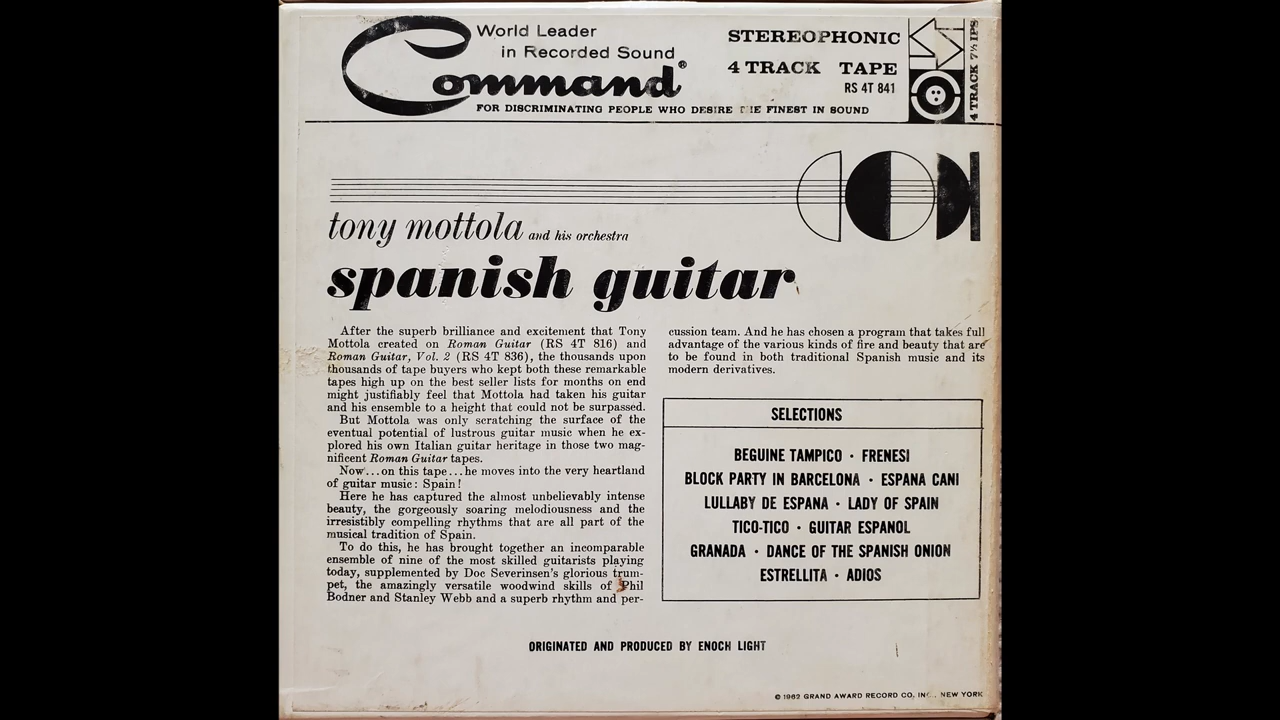 World Leader
in Recorded Sound
Command®
FOR DISCRIMINATING PEOPLE WHO DESIRE THE FINEST IN SOUND
STEREOPHONIC
4 TRACK TAPE
RS 4T 841
4 TRACK 7½ IPS
tony mottola and his orchestra
spanish guitar
After the superb brilliance and excitement that Tony
Mottola created on Roman Guitar (RS 4T 816) and
Roman Guitar, Vol. 2 (RS 4T 836), the thousands upon
thousands of tape buyers who kept both these remarkable
tapes high up on the best seller lists for months on end
might justifiably feel that Mottola had taken his guitar
and his ensemble to a height that could not be surpassed.
But Mottola was only scratching the surface of the
eventual potential of lustrous guitar music when he ex-
plored his own Italian guitar heritage in those two mag-
nificent Roman Guitar tapes.
Now...on this tape...he moves into the very heartland
of guitar music: Spain!
Here he has captured the almost unbelievably intense
beauty, the gorgeously soaring melodiousness and the
irresistibly compelling rhythms that are all part of the
musical tradition of Spain.
To do this, he has brought together an incomparable
ensemble of nine of the most skilled guitarists playing
today, supplemented by Doc Severinsen's glorious trum-
pet, the amazingly versatile woodwind skills of Phil
Bodner and Stanley Webb and a superb rhythm and per-
cussion team. And he has chosen a program that takes full
advantage of the various kinds of fire and beauty that are
to be found in both traditional Spanish music and its
modern derivatives.
SELECTIONS
BEGUINE TAMPICO • FRENESI
BLOCK PARTY IN BARCELONA • ESPANA CANI
LULLABY DE ESPANA • LADY OF SPAIN
TICO-TICO • GUITAR ESPANOL
GRANADA • DANCE OF THE SPANISH ONION
ESTRELLITA • ADIOS
ORIGINATED AND PRODUCED BY ENOCH LIGHT
© 1962 GRAND AWARD RECORD CO. INC., NEW YORK